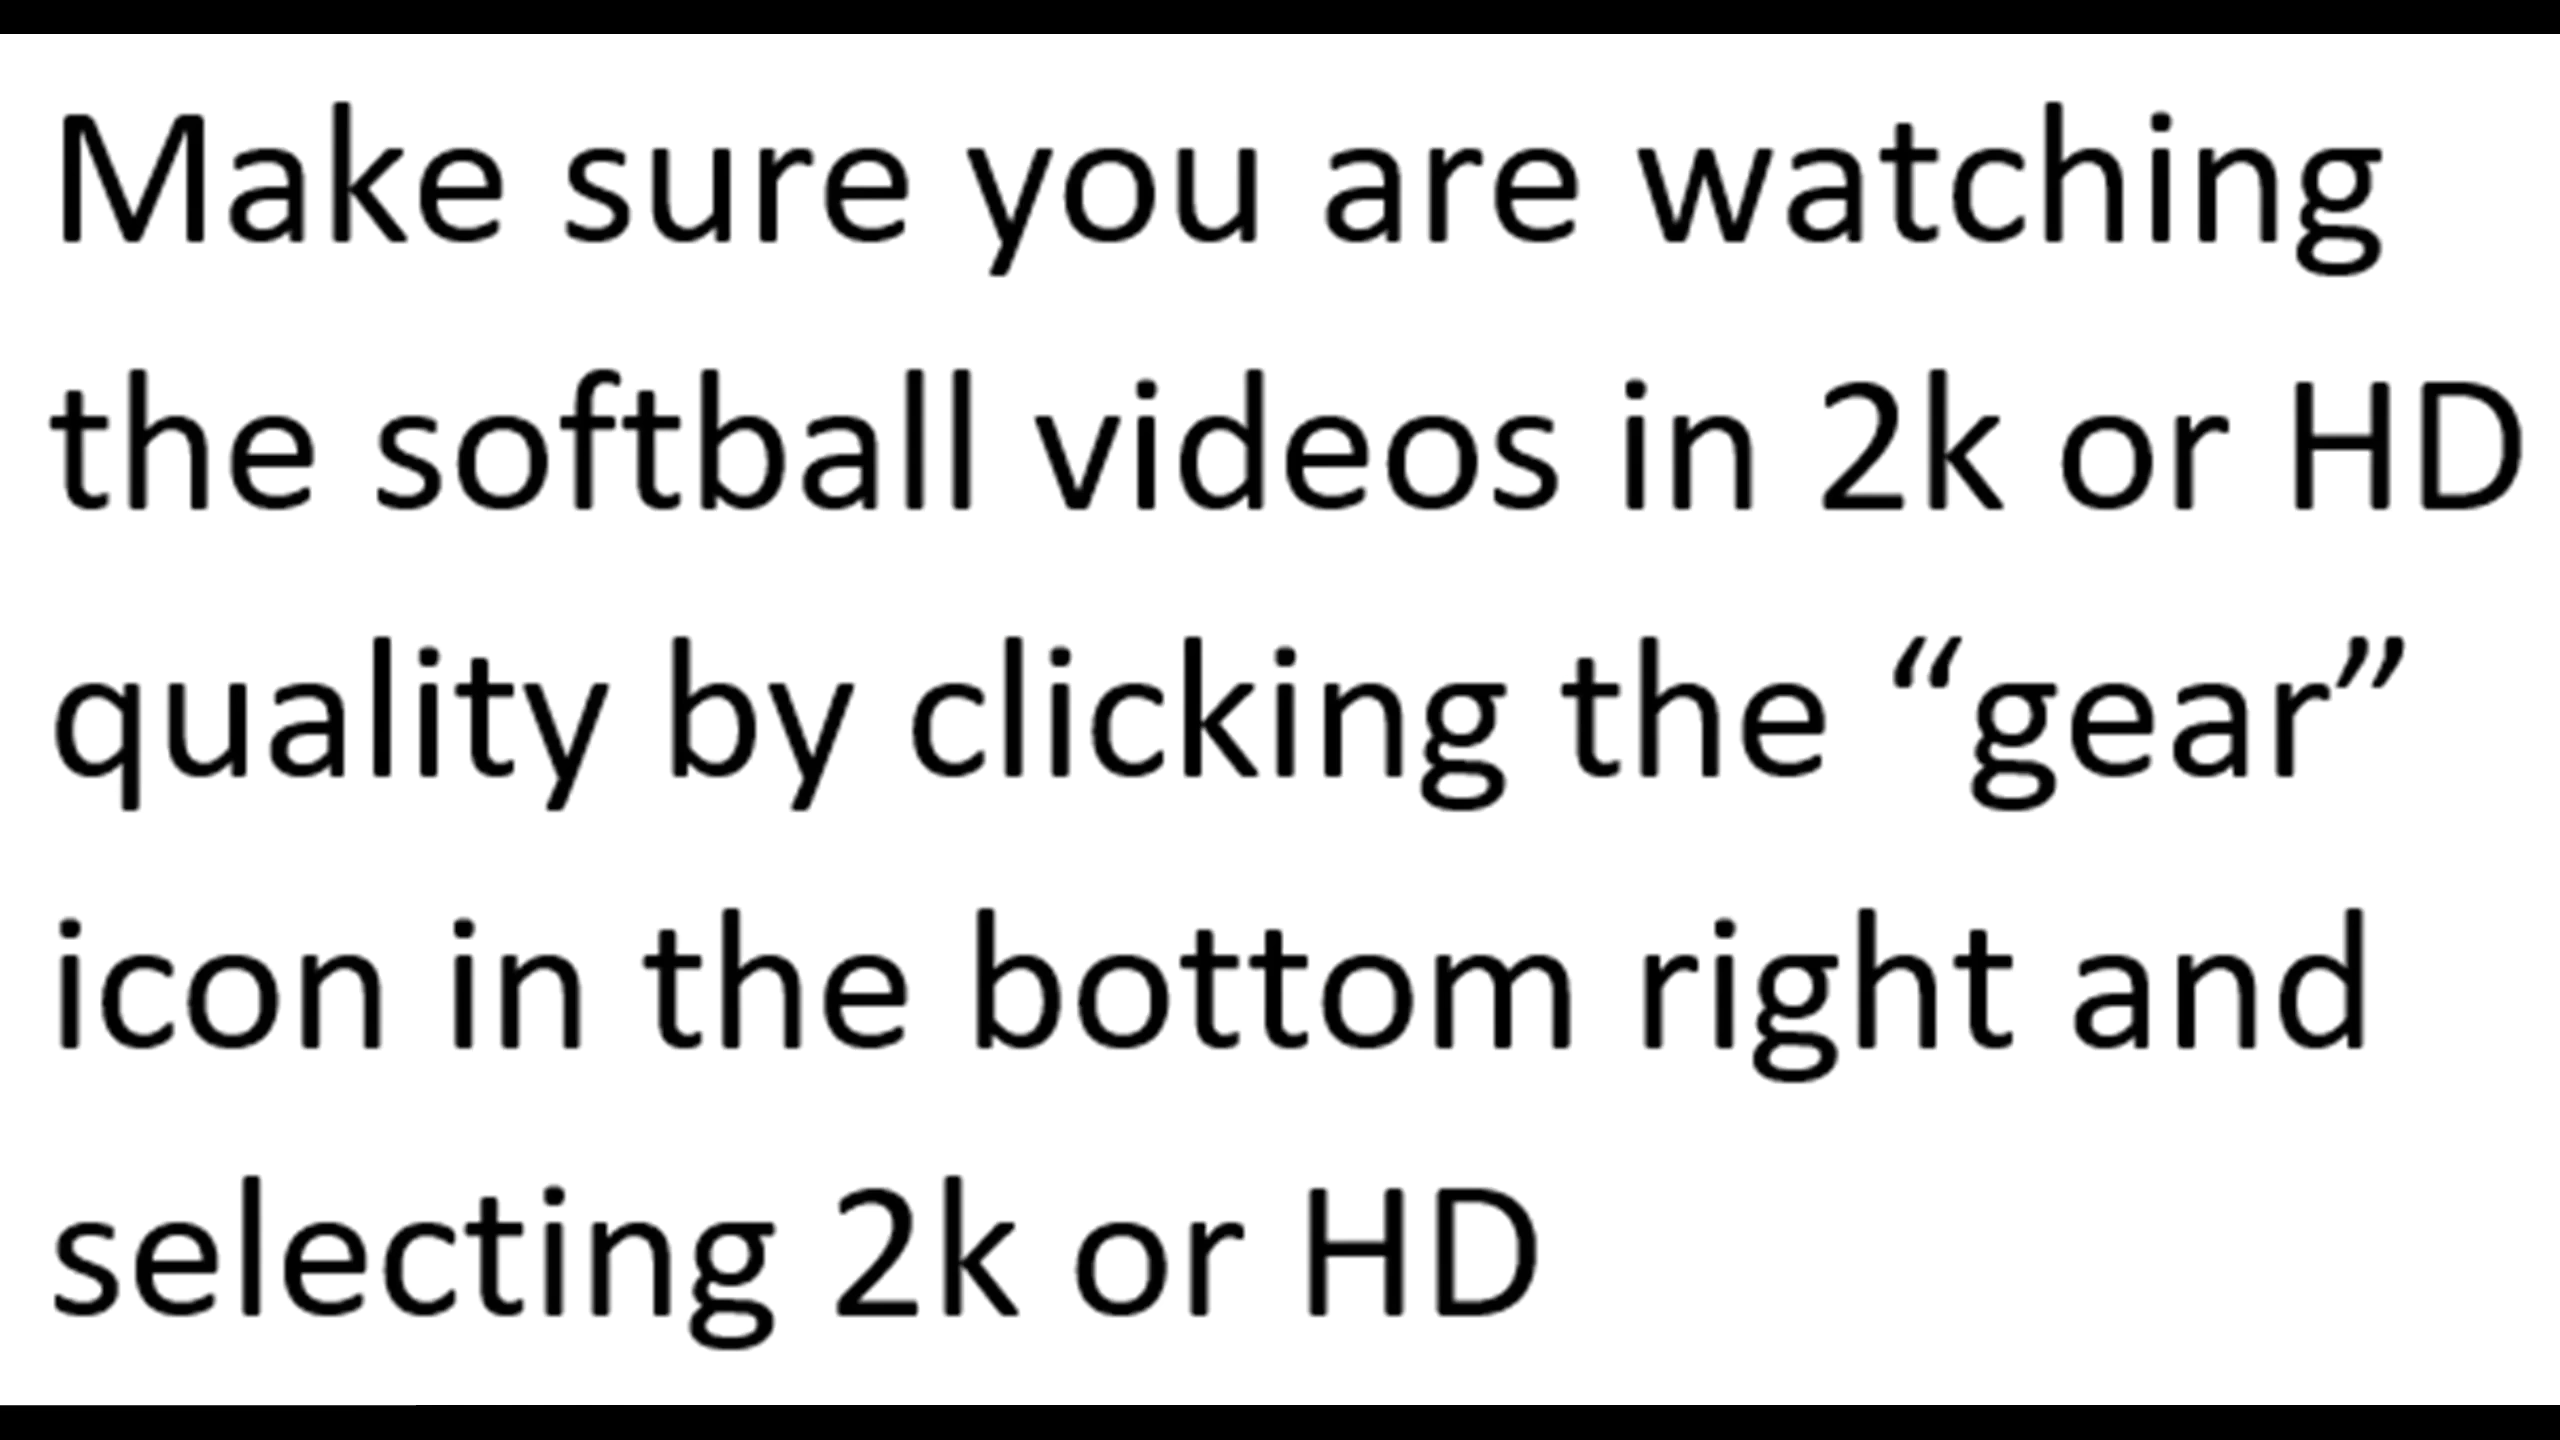 Make sure you are watching
the softball videos in 2k or HD
quality by clicking the “gear”
icon in the bottom right and
selecting 2k or HD